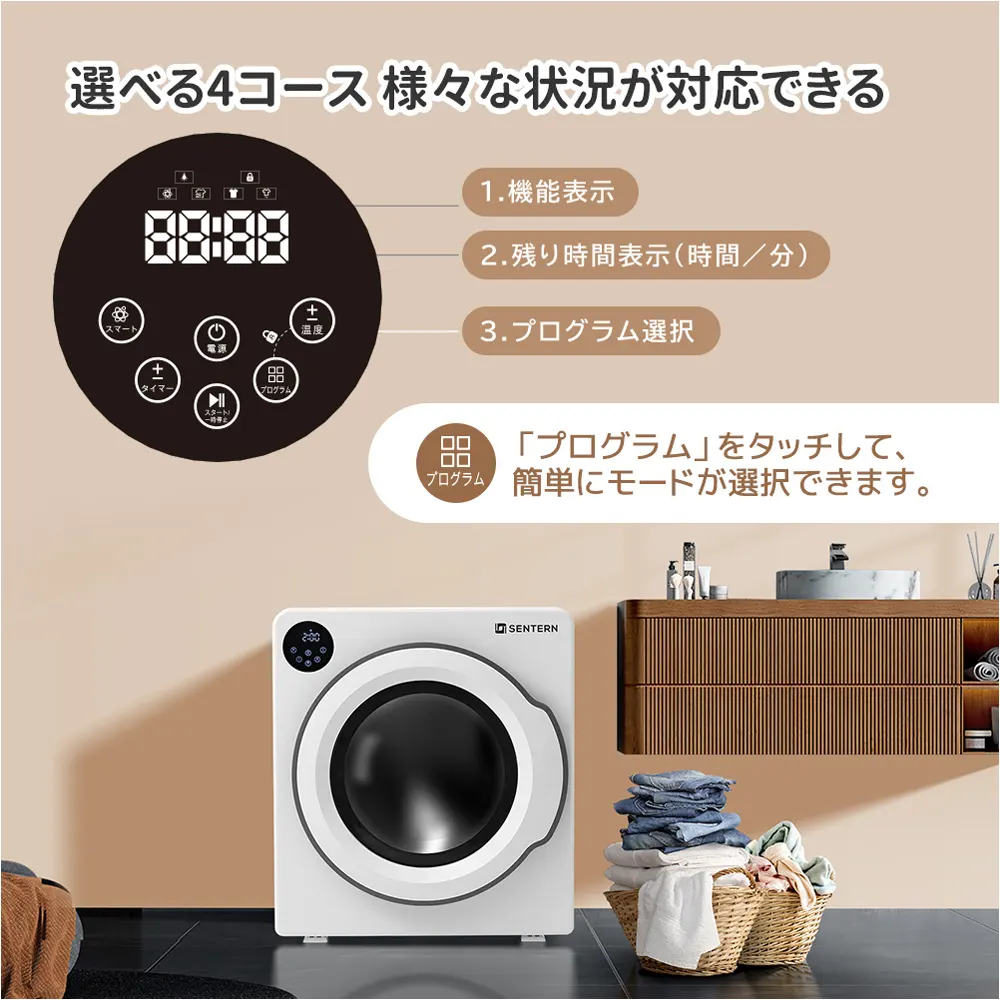 選べる4コース 様々な状況が対応できる
88:88
1.機能表示
2.残り時間表示(時間／分)
3.プログラム選択
スマート
電源
温度
タイマー
スタート/
一時停止
プログラム
プログラム
「プログラム」をタッチして、
簡単にモードが選択できます。
2:00
SENTERN